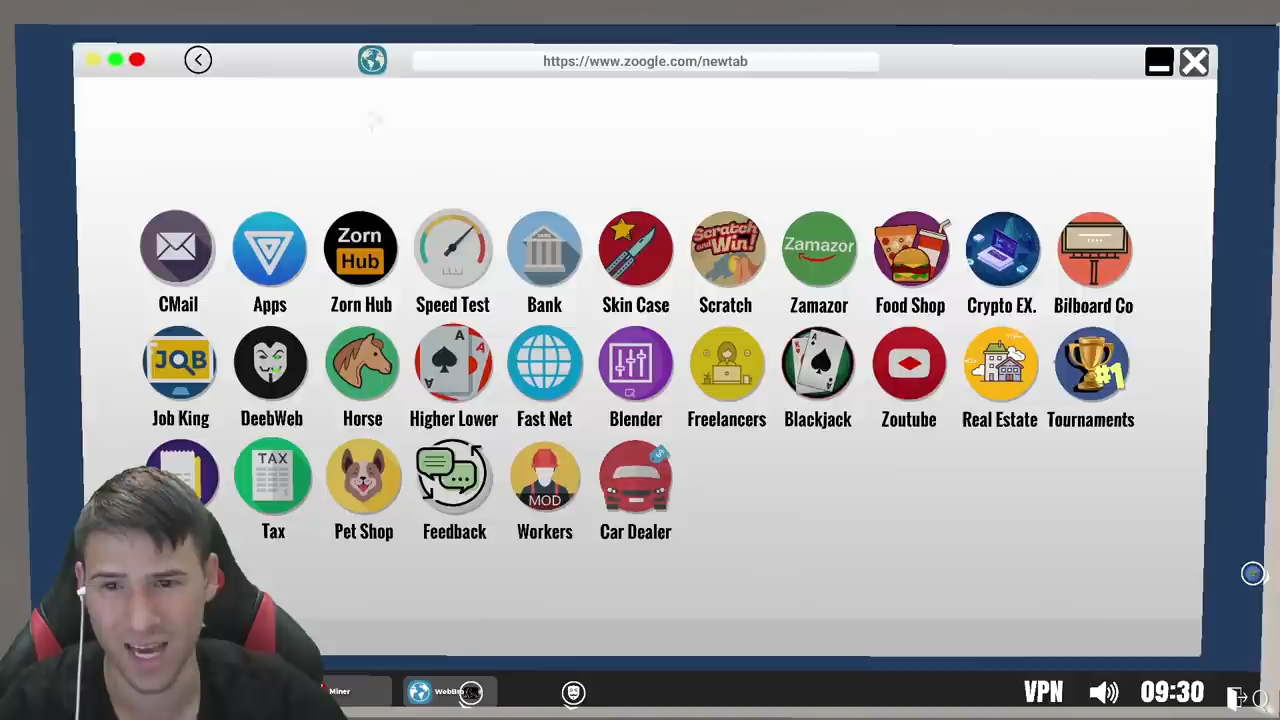 https://www.zoogle.com/newtab
Zorn
Hub
BANK
Scratch
and Win!
Zamazor
CMail
Apps
Zorn Hub
Speed Test
Bank
Skin Case
Scratch
Zamazor
Food Shop
Crypto EX.
Bilboard Co
JOB
A
A
A
K
A
#1
Job King
DeebWeb
Horse
Higher Lower
Fast Net
Blender
Freelancers
Blackjack
Zoutube
Real Estate
Tournaments
TAX
MOD
$
Tax
Pet Shop
Feedback
Workers
Car Dealer
Miner
VPN
09:30